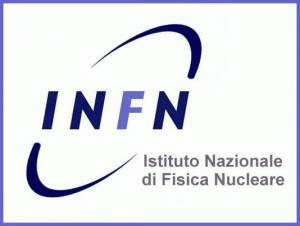 INFN
Istituto Nazionale
di Fisica Nucleare